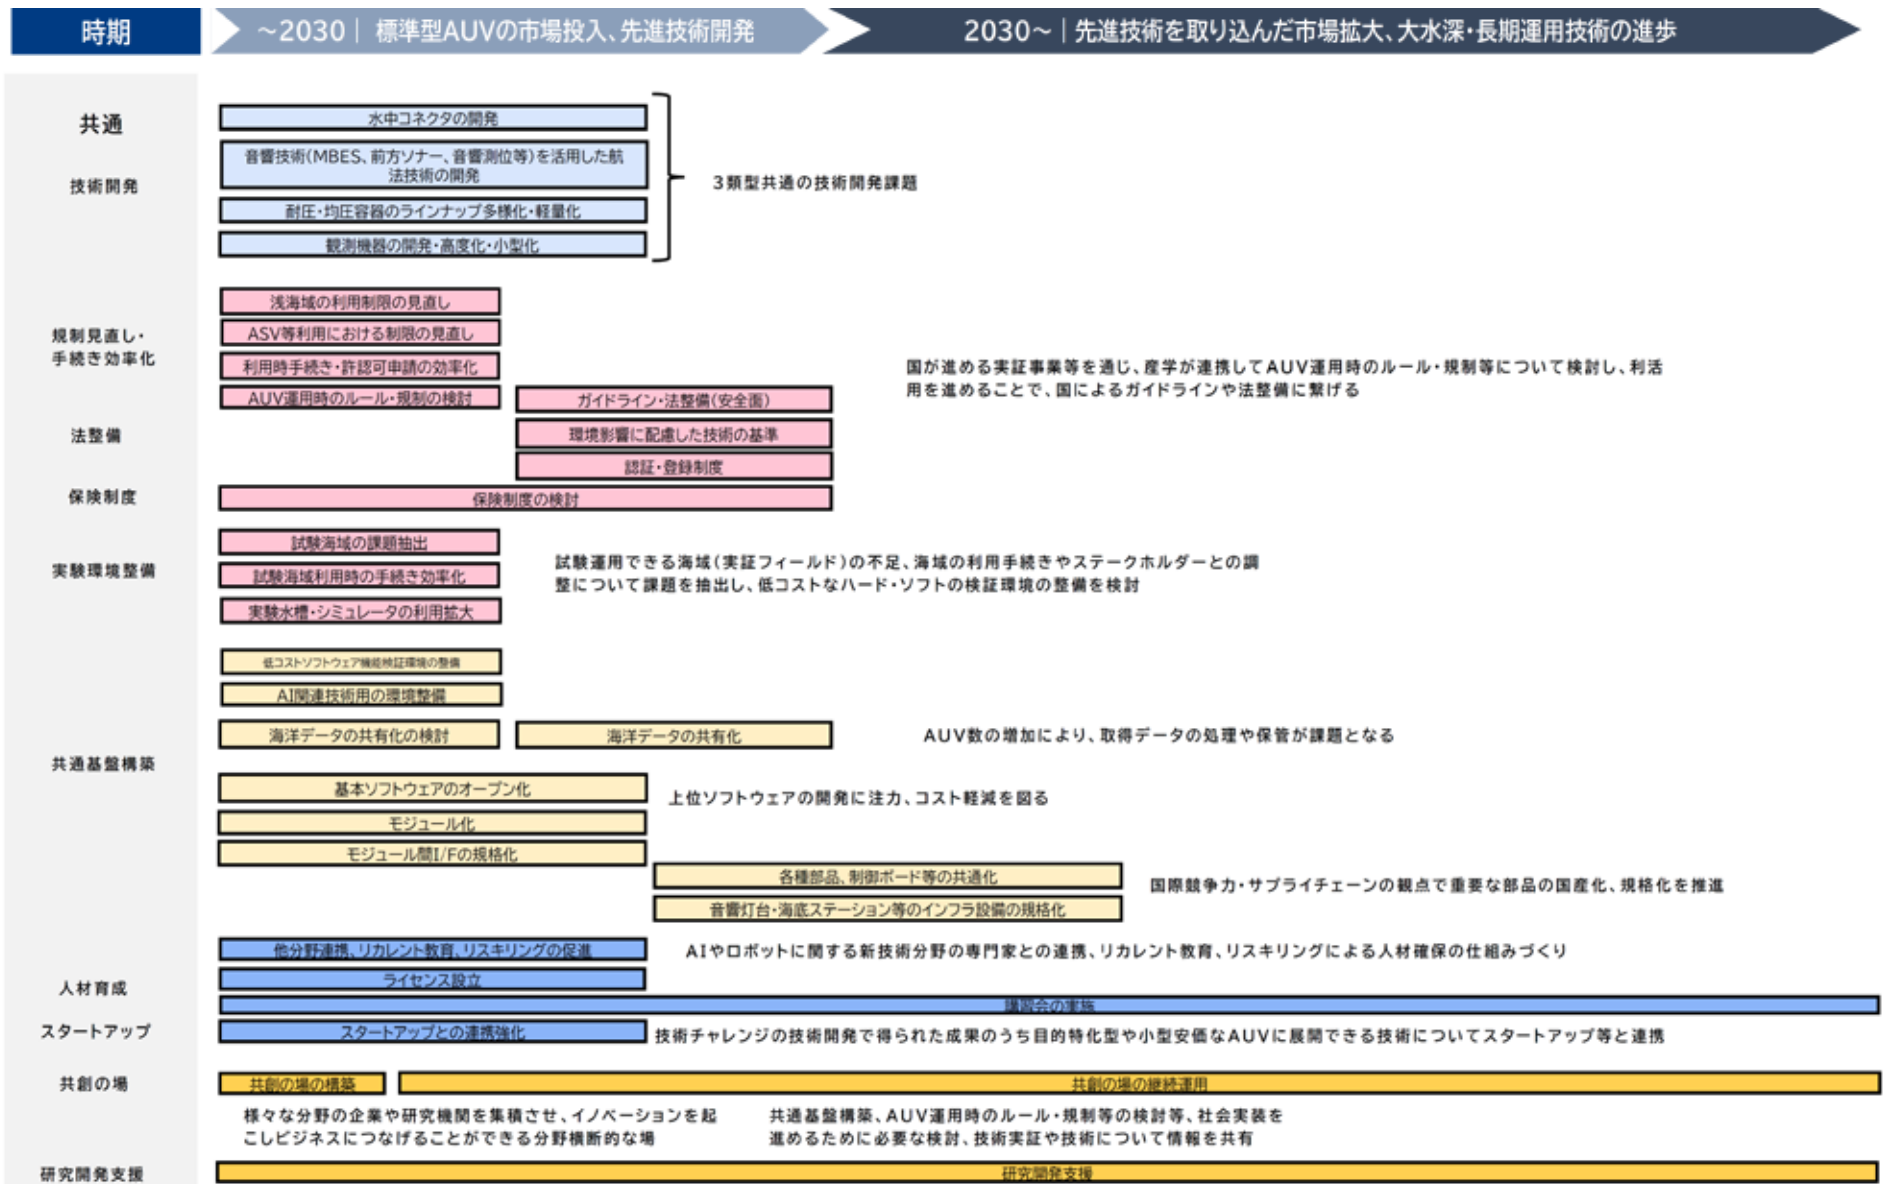 時期
～2030｜ 標準型AUVの市場投入、先進技術開発
2030～｜先進技術を取り込んだ市場拡大、大水深・長期運用技術の進歩
共通
技術開発
水中コネクタの開発
音響技術(MBES、前方ソナー、音響測位等)を活用した航
法技術の開発
耐圧・均圧容器のラインナップ多様化・軽量化
観測機器の開発・高度化・小型化
3類型共通の技術開発課題
規制見直し・
手続き効率化
浅海域の利用制限の見直し
ASV等利用における制限の見直し
利用時手続き・許認可申請の効率化
AUV運用時のルール・規制の検討
国が進める実証事業等を通じ、産学が連携してAUV運用時のルール・規制等について検討し、利活
用を進めることで、国によるガイドラインや法整備に繋げる
法整備
ガイドライン・法整備(安全面)
環境影響に配慮した技術の基準
認証・登録制度
保険制度
保険制度の検討
実験環境整備
試験海域の課題抽出
試験海域利用時の手続き効率化
実験水槽・シミュレータの利用拡大
試験運用できる海域(実証フィールド)の不足、海域の利用手続きやステークホルダーとの調
整について課題を抽出し、低コストなハード・ソフトの検証環境の整備を検討
共通基盤構築
低コストソフトウェア機能検証環境の整備
AI関連技術用の環境整備
海洋データの共有化の検討
海洋データの共有化
AUV数の増加により、取得データの処理や保管が課題となる
基本ソフトウェアのオープン化
モジュール化
モジュール間I/Fの規格化
上位ソフトウェアの開発に注力、コスト軽減を図る
各種部品、制御ボード等の共通化
音響灯台・海底ステーション等のインフラ設備の規格化
国際競争力・サプライチェーンの観点で重要な部品の国産化、規格化を推進
人材育成
他分野連携、リカレント教育、リスキリングの促進
AIやロボットに関する新技術分野の専門家との連携、リカレント教育、リスキリングによる人材確保の仕組みづくり
ライセンス設立
講習会の実施
スタートアップ
スタートアップとの連携強化
技術チャレンジの技術開発で得られた成果のうち目的特化型や小型安価なAUVに展開できる技術についてスタートアップ等と連携
共創の場
共創の場の構築
共創の場の継続運用
様々な分野の企業や研究機関を集積させ、イノベーションを起
こしビジネスにつなげることができる分野横断的な場
共通基盤構築、AUV運用時のルール・規制等の検討等、社会実装を
進めるために必要な検討、技術実証や技術について情報を共有
研究開発支援
研究開発支援